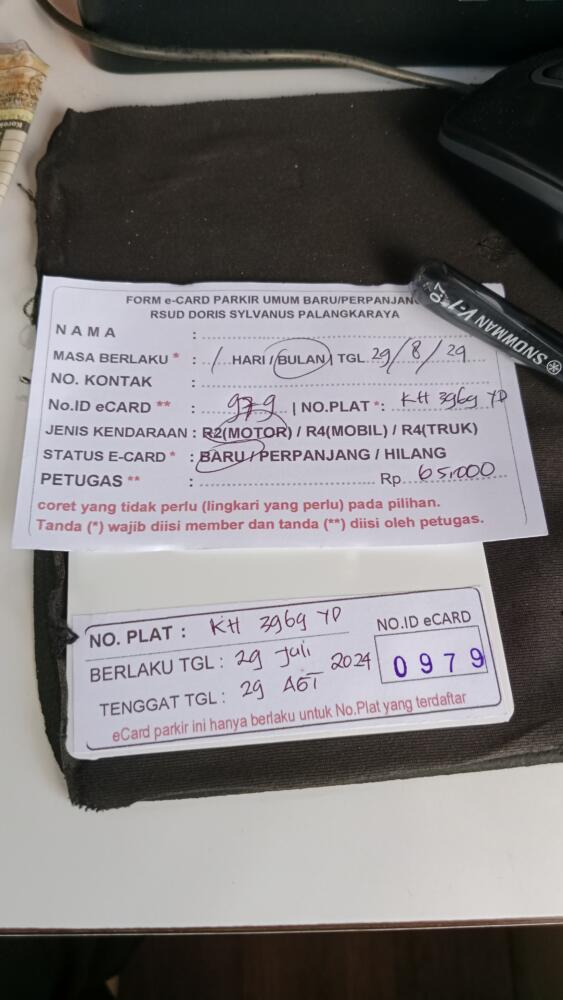 FORM e-CARD PARKIR UMUM BARU/PERPANJANG
RSUD DORIS SYLVANUS PALANGKARAYA
NAMA :
MASA BERLAKU * : 1 HARI / BULAN / TGL 29/8/29
NO. KONTAK :
No.ID eCARD ** : 979 | NO.PLAT *: KH 3969 YD
JENIS KENDARAAN : R2(MOTOR) / R4(MOBIL) / R4(TRUK)
STATUS E-CARD * : BARU / PERPANJANG / HILANG
PETUGAS ** : Rp 65.000
coret yang tidak perlu (lingkari yang perlu) pada pilihan.
Tanda (*) wajib diisi member dan tanda (**) diisi oleh petugas.
SNOWMAN V-7
NO. PLAT : KH 3969 YD
NO.ID eCARD
BERLAKU TGL : 29 Juli 2024
0979
TENGGAT TGL : 29 AGT
eCard parkir ini hanya berlaku untuk No.Plat yang terdaftar